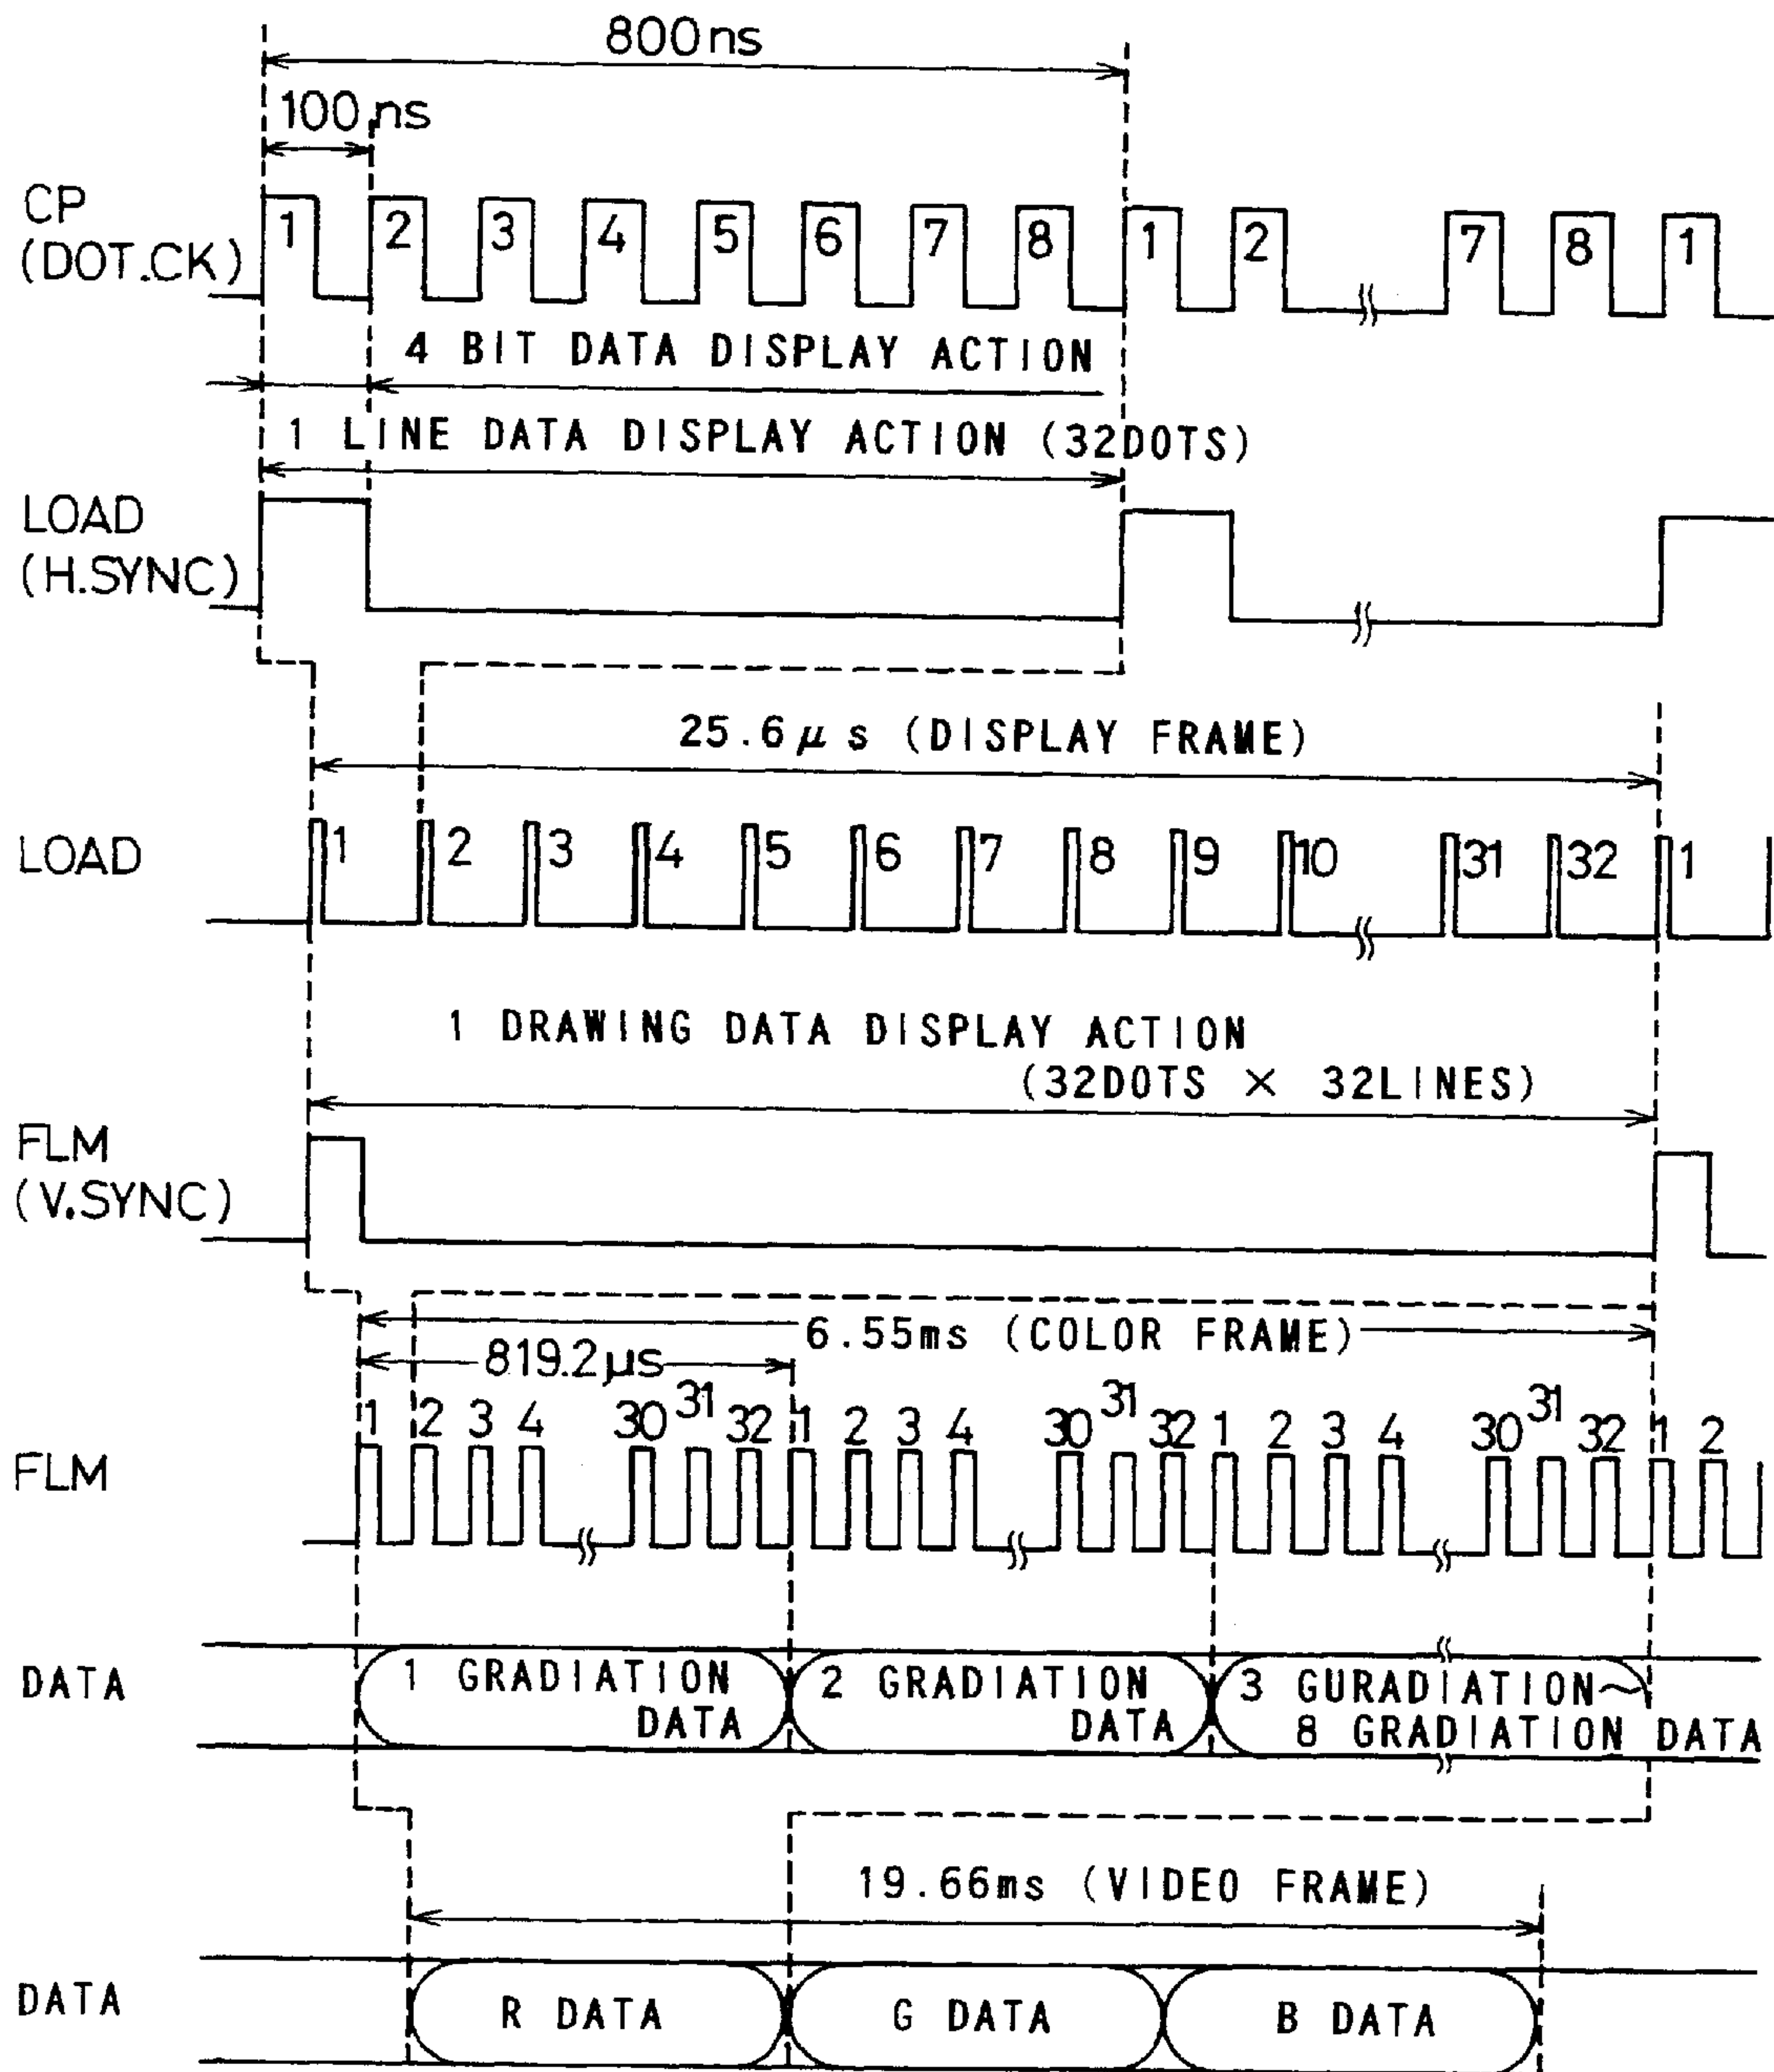 800ns
100 ns
CP
(DOT.CK)
1 2 3 4 5 6 7 8 1 2 7 8 1
4 BIT DATA DISPLAY ACTION
1 LINE DATA DISPLAY ACTION (32DOTS)
LOAD
(H.SYNC)
25.6μs (DISPLAY FRAME)
LOAD
1 2 3 4 5 6 7 8 9 10 31 32 1
1 DRAWING DATA DISPLAY ACTION
(32DOTS × 32LINES)
FLM
(V.SYNC)
6.55ms (COLOR FRAME)
819.2μs
1 2 3 4 30 31 32 1 2 3 4 30 31 32 1 2 3 4 30 31 32 1 2
FLM
DATA
1 GRADIATION
DATA
2 GRADIATION
DATA
3 GURADIATION~
8 GRADIATION DATA
19.66ms (VIDEO FRAME)
DATA
R DATA
G DATA
B DATA